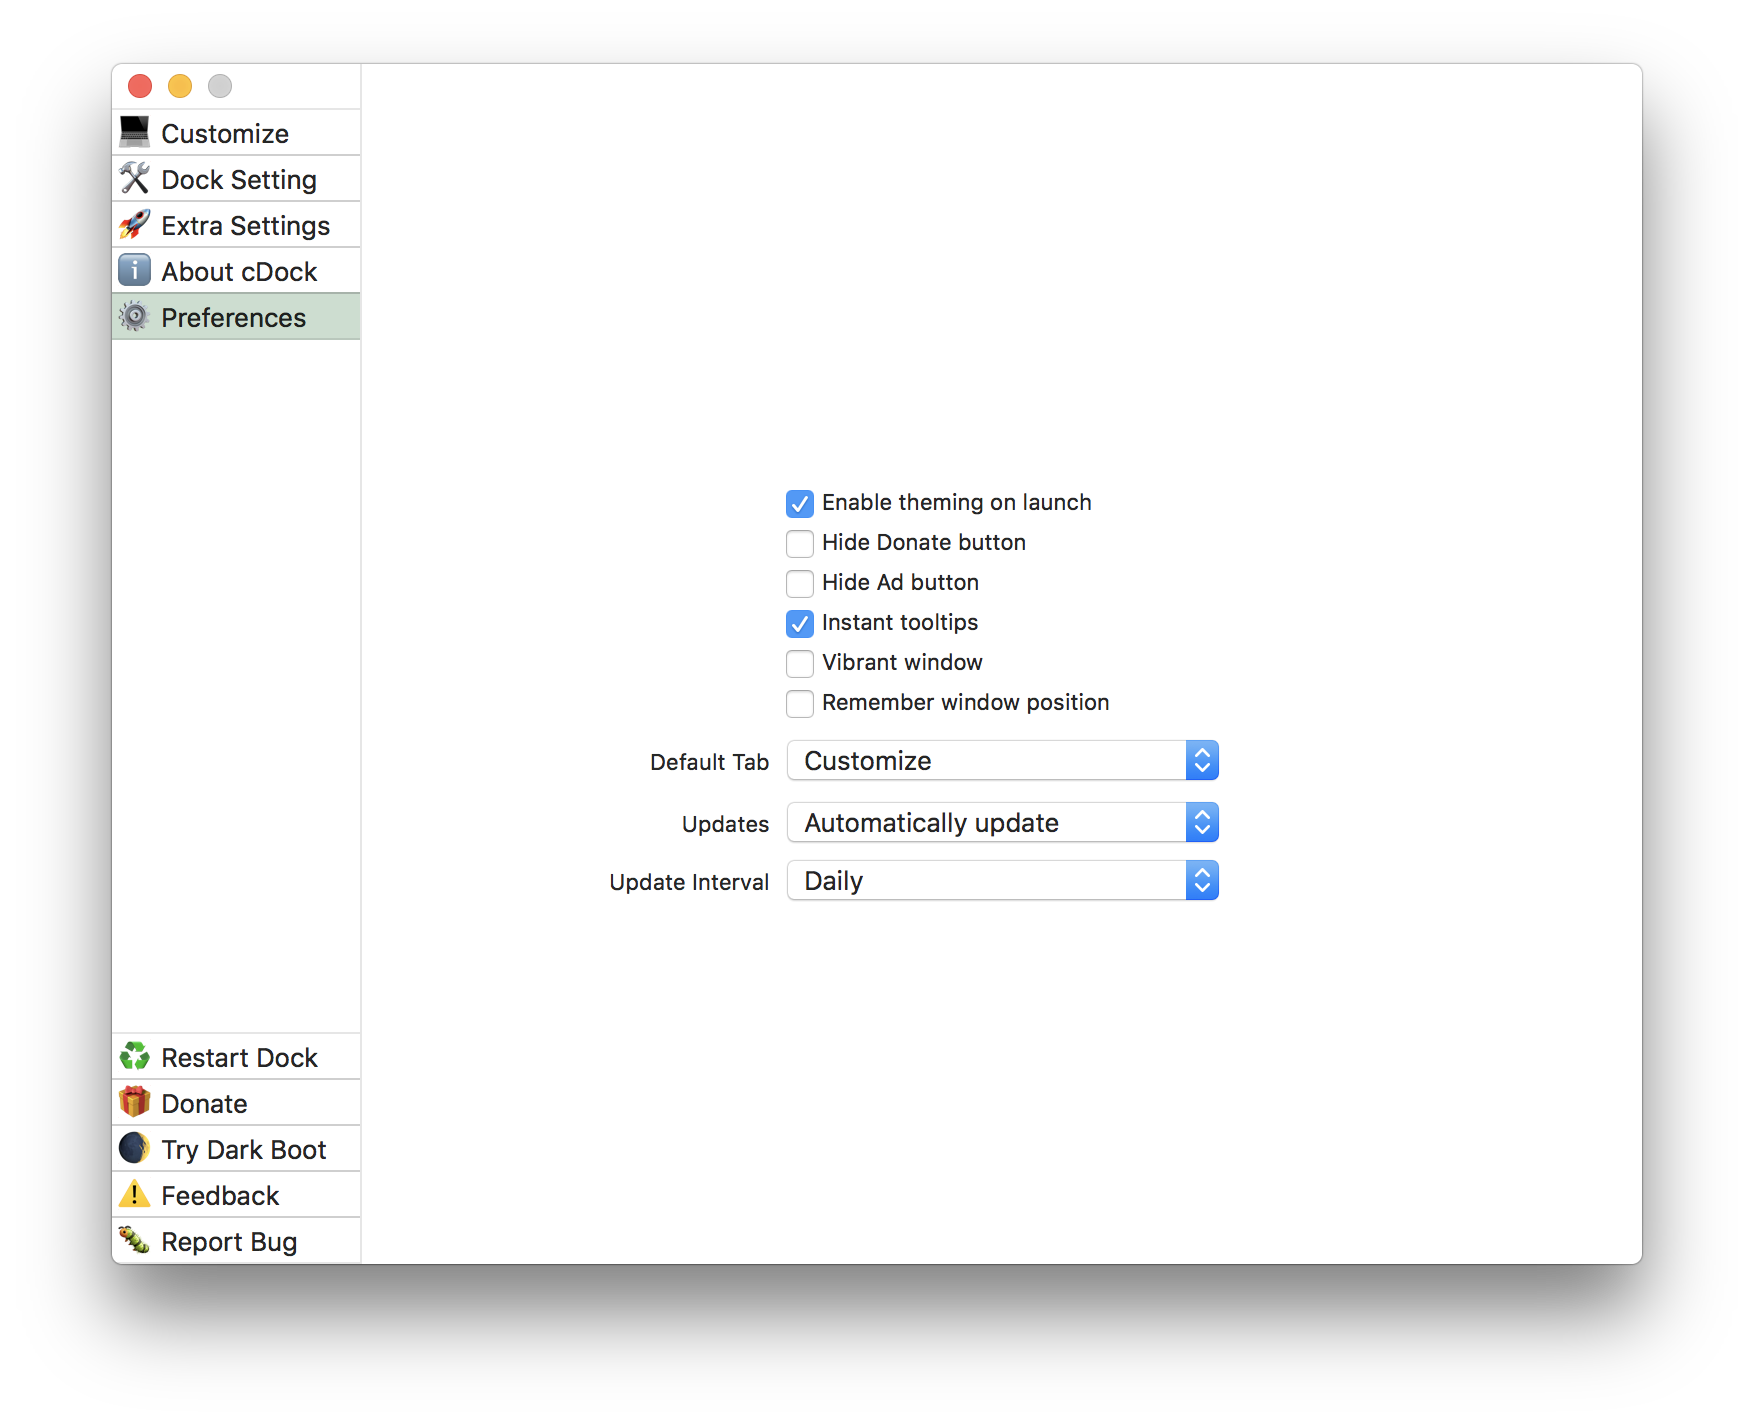 Customize
Dock Setting
Extra Settings
About cDock
Preferences
Enable theming on launch
Hide Donate button
Hide Ad button
Instant tooltips
Vibrant window
Remember window position
Default Tab Customize
Updates Automatically update
Update Interval Daily
Restart Dock
Donate
Try Dark Boot
Feedback
Report Bug